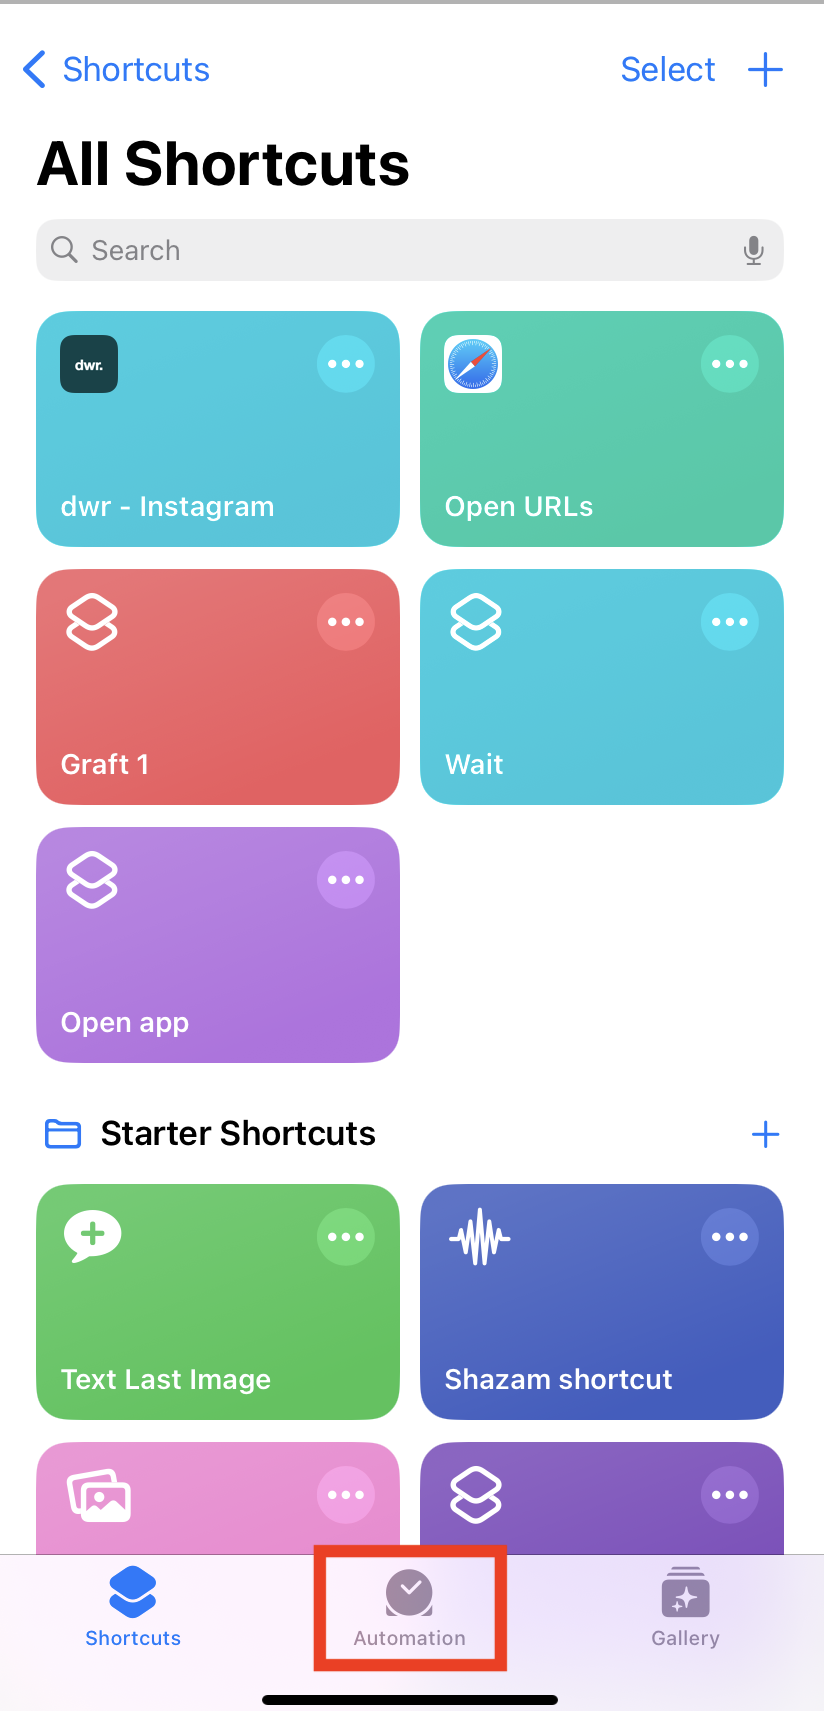 Shortcuts
Select
All Shortcuts
Search
dwr.
dwr - Instagram
Open URLs
Graft 1
Wait
Open app
Starter Shortcuts
Text Last Image
Shazam shortcut
Shortcuts
Automation
Gallery